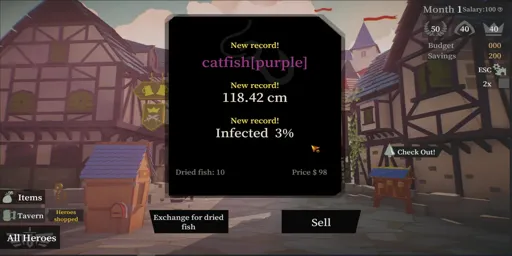 Month 1 Salary:100
50 40 40
Budget 000
Savings 200
ESC
2x
New record!
catfish[purple]
New record!
118.42 cm
New record!
Infected 3%
Dried fish: 10 Price $ 98
Check Out!
Exchange for dried fish
Sell
Items
Tavern
Heroes
shopped
All Heroes